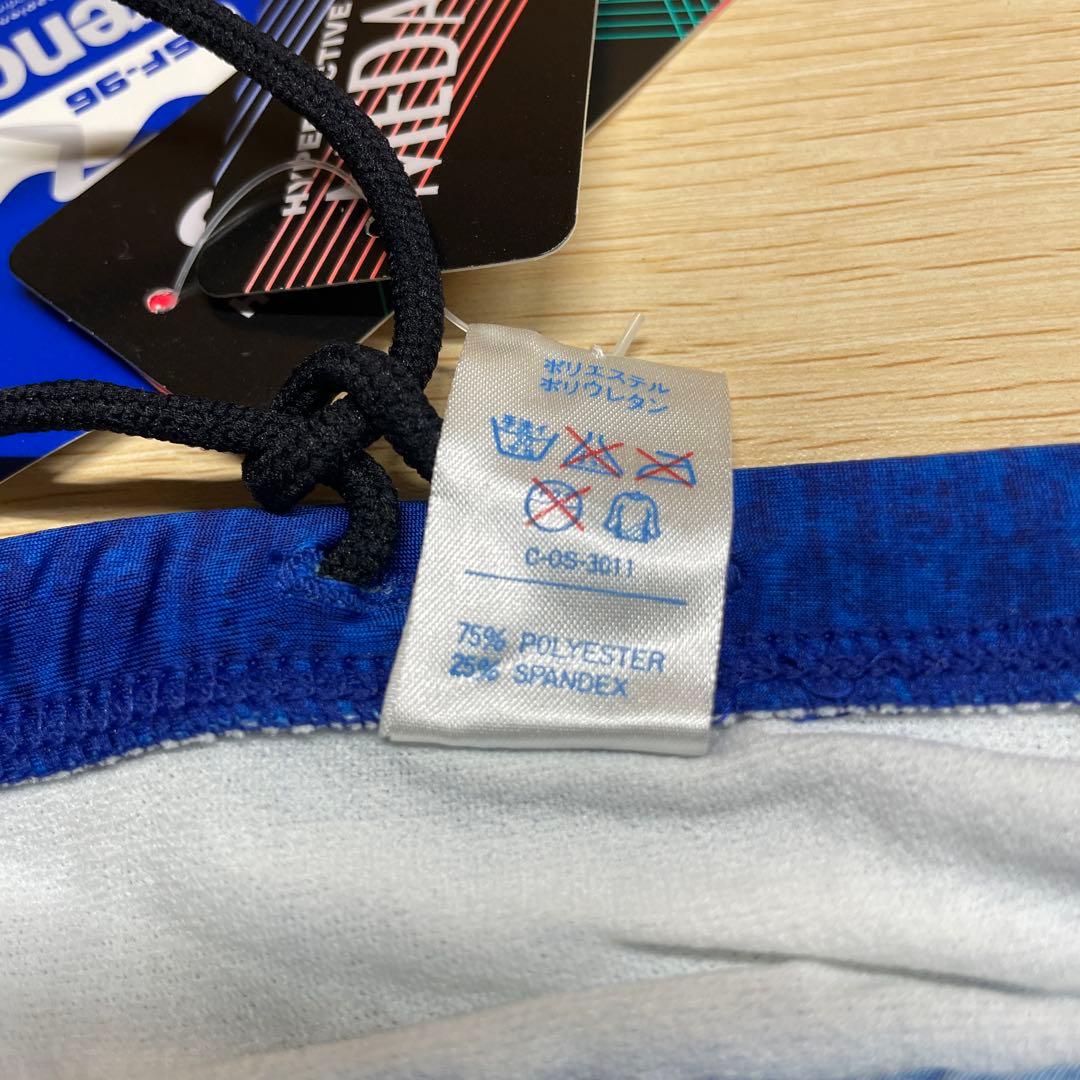 SF-96
HYPER
MEDA
ポリエステル
ポリウレタン
C-OS-3011
75% POLYESTER
25% SPANDEX